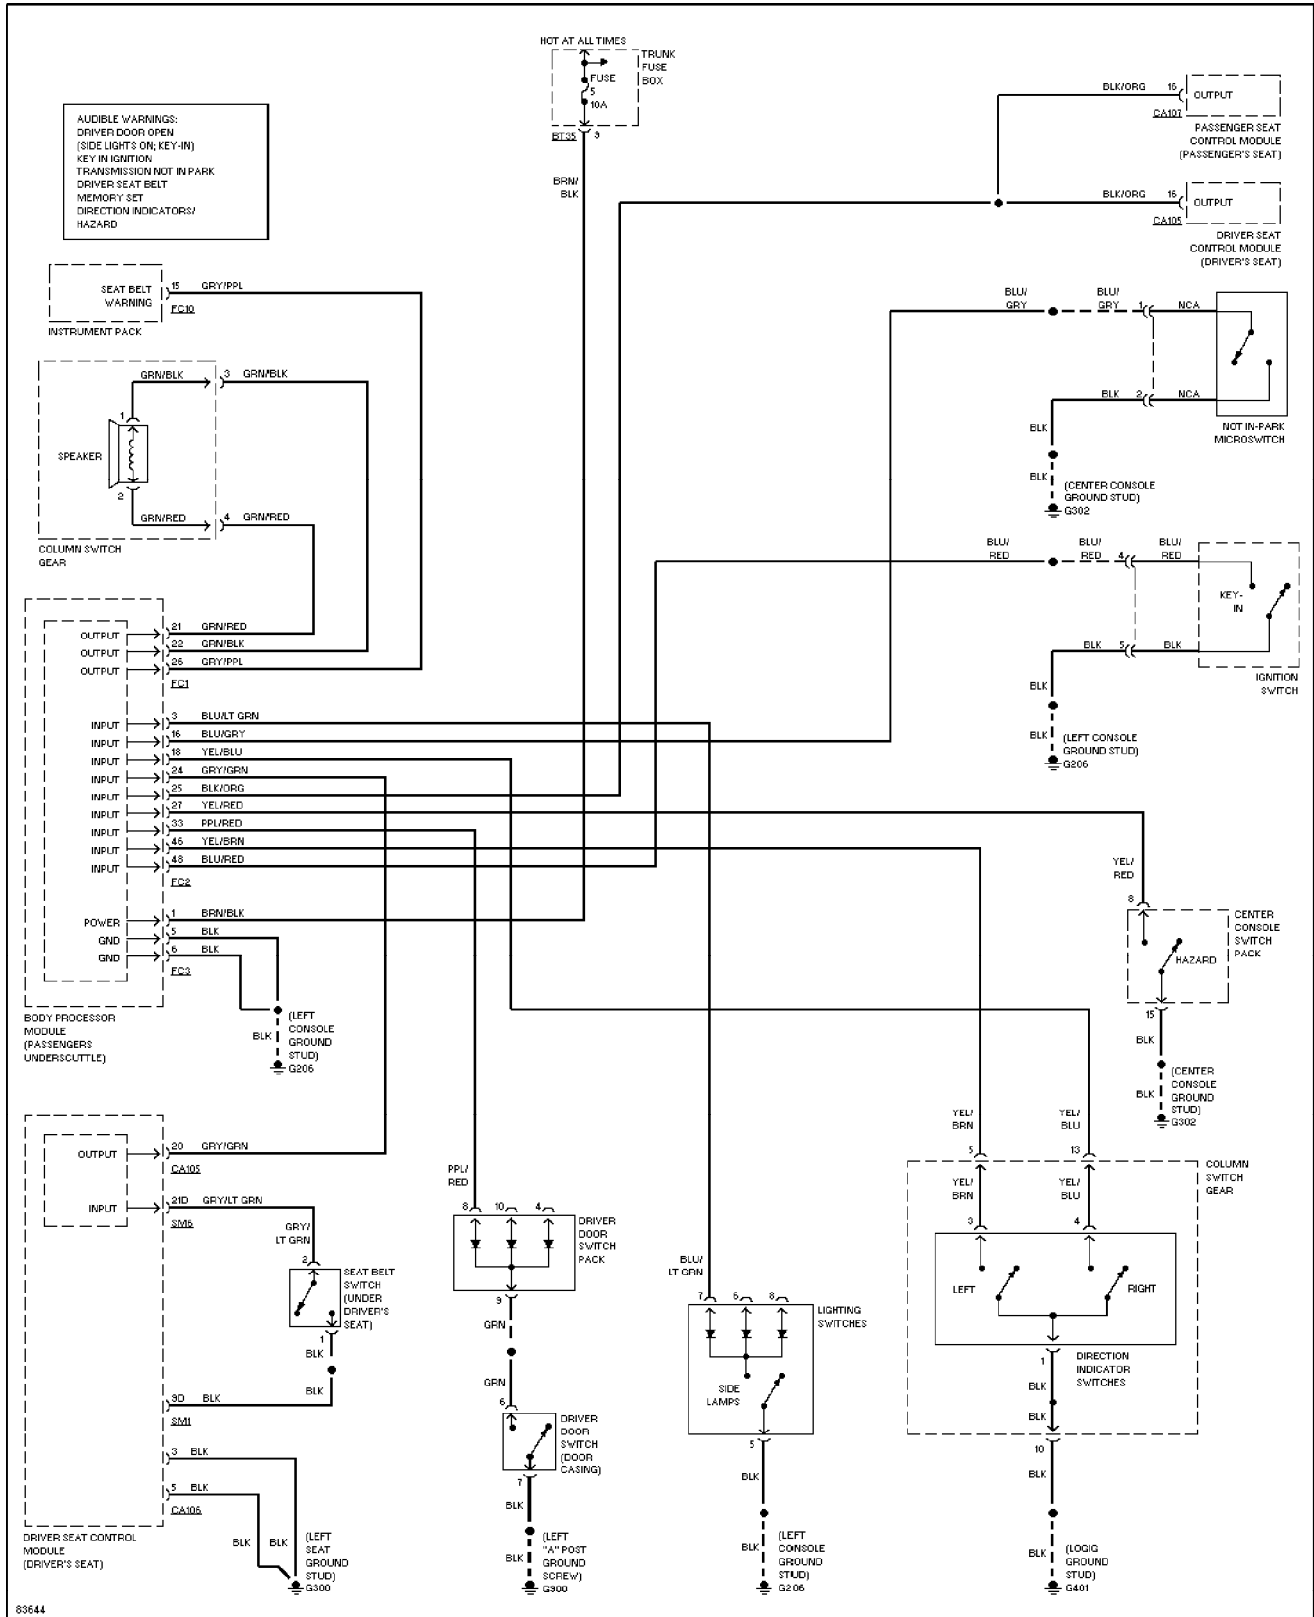 HOT AT ALL TIMES
TRUNK
FUSE
BOX
FUSE
5
10A
BT35 9
BRN/
BLK
AUDIBLE WARNINGS:
DRIVER DOOR OPEN
(SIDE LIGHTS ON; KEY-IN)
KEY IN IGNITION
TRANSMISSION NOT IN PARK
DRIVER SEAT BELT
MEMORY SET
DIRECTION INDICATORS/
HAZARD
BLK/ORG 16 OUTPUT
CA107
PASSENGER SEAT
CONTROL MODULE
(PASSENGER'S SEAT)
BLK/ORG 16 OUTPUT
CA105
DRIVER SEAT
CONTROL MODULE
(DRIVER'S SEAT)
SEAT BELT
WARNING
15 GRY/PPL
FC10
INSTRUMENT PACK
BLU/
GRY
BLU/
GRY
1 NCA
BLK 2 NCA
NOT IN-PARK
MICROSWITCH
BLK
BLK
(CENTER CONSOLE
GROUND STUD)
G302
GRN/BLK 3 GRN/BLK
1
SPEAKER
2
GRN/RED 4 GRN/RED
COLUMN SWITCH
GEAR
BLU/
RED
BLU/
RED
4
BLU/
RED
KEY-
IN
BLK 5 BLK
IGNITION
SWITCH
BLK
BLK
(LEFT CONSOLE
GROUND STUD)
G206
OUTPUT 21 GRN/RED
OUTPUT 22 GRN/BLK
OUTPUT 26 GRY/PPL
FC1
INPUT 3 BLU/LT GRN
INPUT 16 BLU/GRY
INPUT 18 YEL/BLU
INPUT 24 GRY/GRN
INPUT 25 BLK/ORG
INPUT 27 YEL/RED
INPUT 33 PPL/RED
INPUT 46 YEL/BRN
INPUT 48 BLU/RED
FC2
POWER 1 BRN/BLK
GND 5 BLK
GND 6 BLK
FC3
BODY PROCESSOR
MODULE
(PASSENGERS
UNDERSCUTTLE)
BLK
(LEFT
CONSOLE
GROUND
STUD)
G206
YEL/
RED
8
HAZARD
CENTER
CONSOLE
SWITCH
PACK
15
BLK
BLK
(CENTER
CONSOLE
GROUND
STUD)
G302
OUTPUT 20 GRY/GRN
CA105
INPUT 21D GRY/LT GRN
SM6
GRY/
LT GRN
2
SEAT BELT
SWITCH
(UNDER
DRIVER'S
SEAT)
1
BLK
BLK
9D BLK
SM1
3 BLK
5 BLK
CA106
DRIVER SEAT CONTROL
MODULE
(DRIVER'S SEAT)
BLK BLK
(LEFT
SEAT
GROUND
STUD)
G300
PPL/
RED
8 10 4
DRIVER
DOOR
SWITCH
PACK
9
GRN
GRN
6
DRIVER
DOOR
SWITCH
(DOOR
CASING)
7
BLK
BLK
(LEFT
"A" POST
GROUND
SCREW)
G900
BLU/
LT GRN
7 6 8
LIGHTING
SWITCHES
SIDE
LAMPS
5
BLK
BLK
(LEFT
CONSOLE
GROUND
STUD)
G206
YEL/
BRN
YEL/
BLU
5 13
COLUMN
SWITCH
GEAR
YEL/
BRN
YEL/
BLU
3 4
LEFT RIGHT
1
DIRECTION
INDICATOR
SWITCHES
BLK
BLK
10
BLK
BLK
(LOGIG
GROUND
STUD)
G401
83644